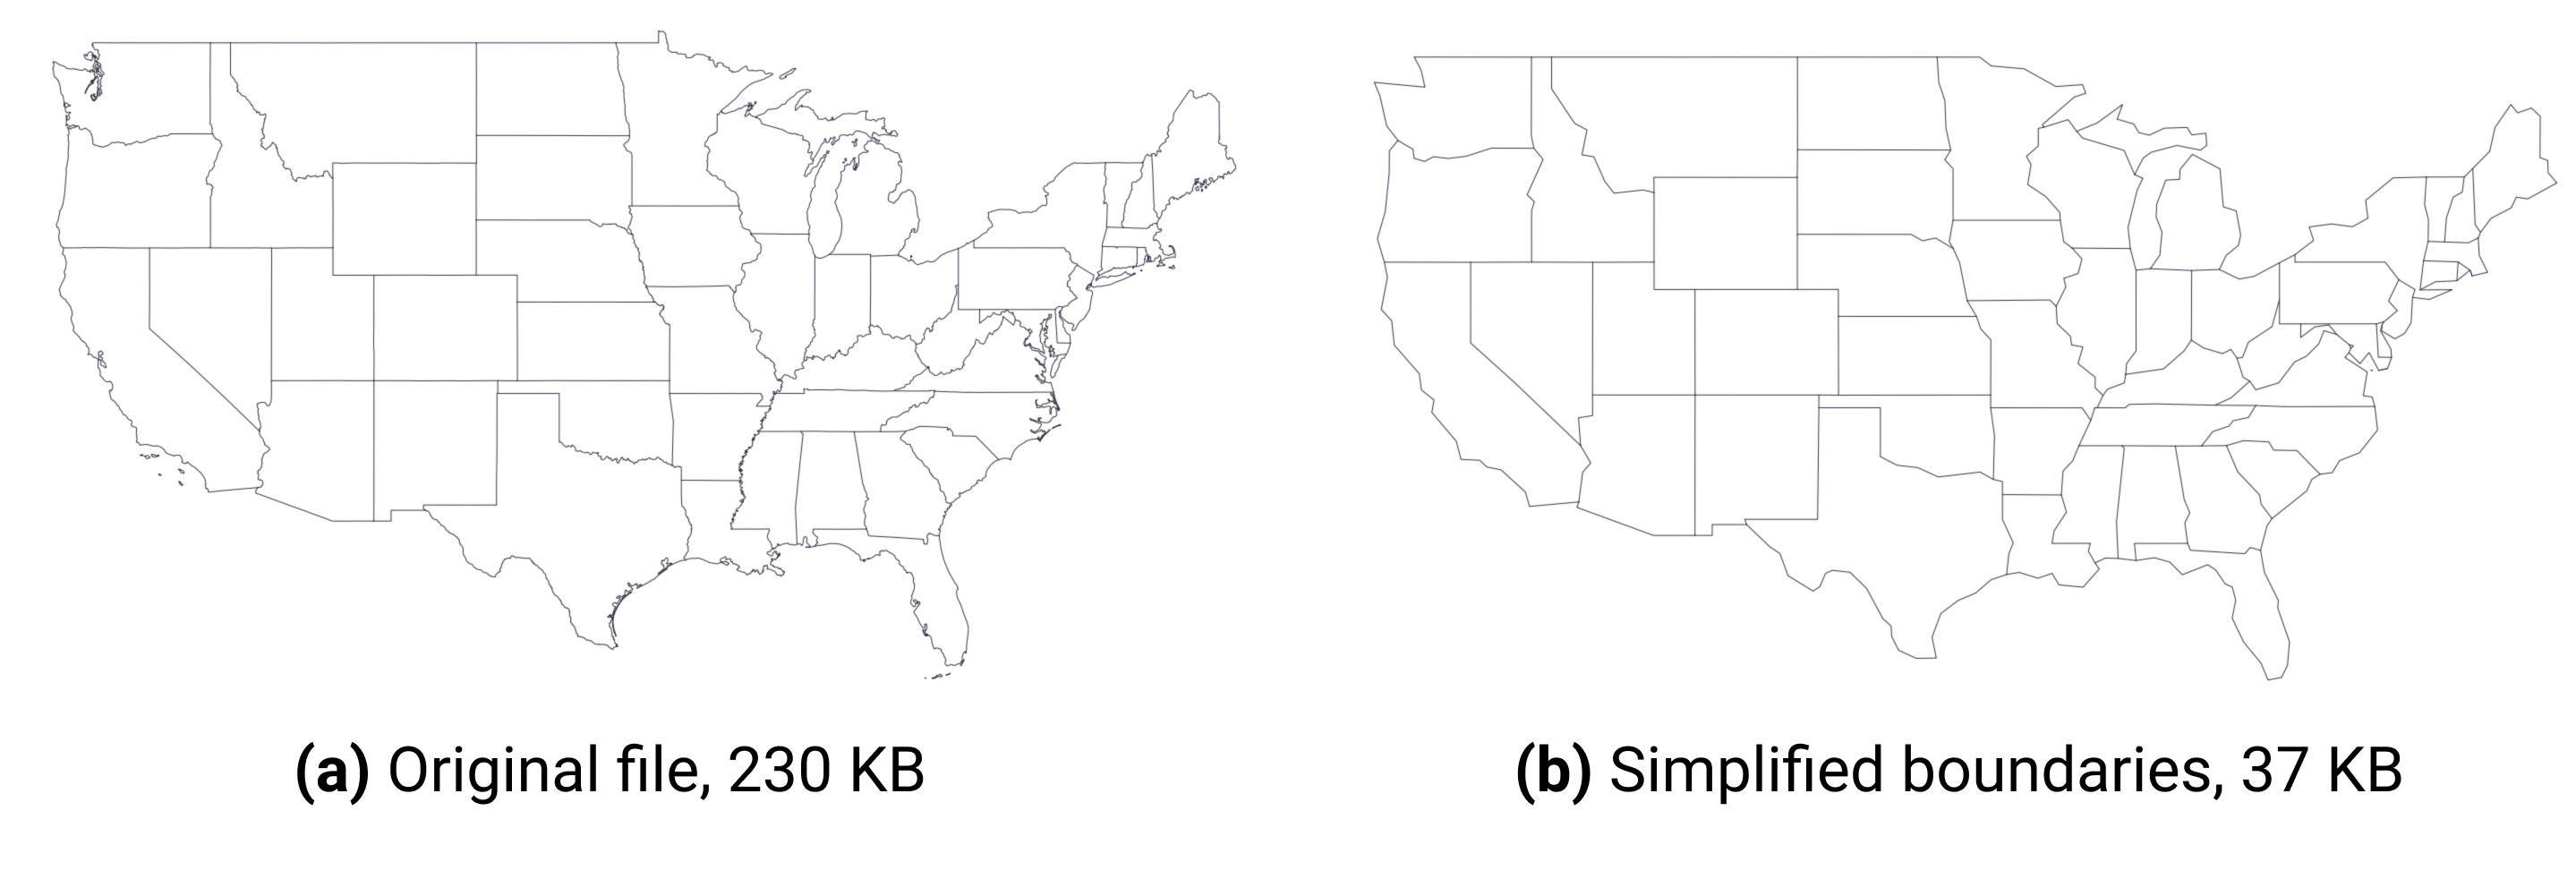 (a) Original file, 230 KB
(b) Simplified boundaries, 37 KB